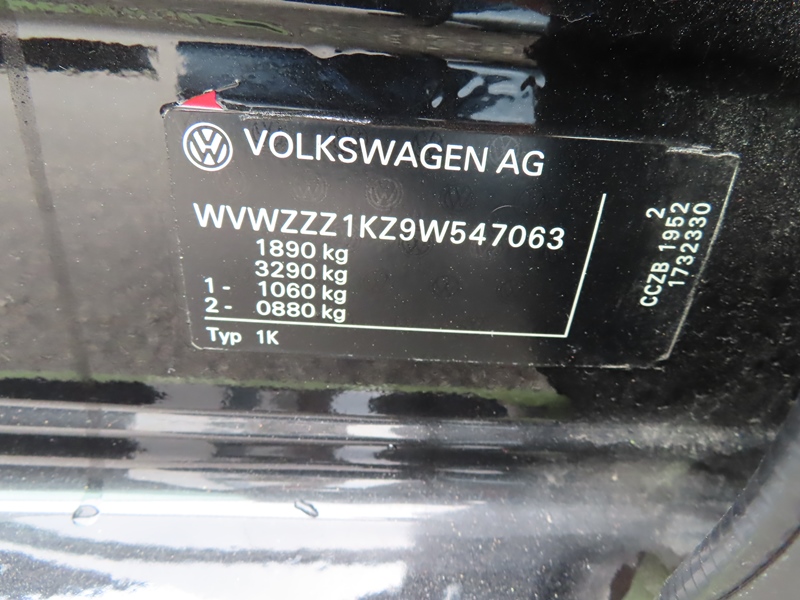 VOLKSWAGEN AG
WVWZZZ1KZ9W547063
1890 kg
3290 kg
1- 1060 kg
2- 0880 kg
Typ 1K
2
CCZB 1952
1732330